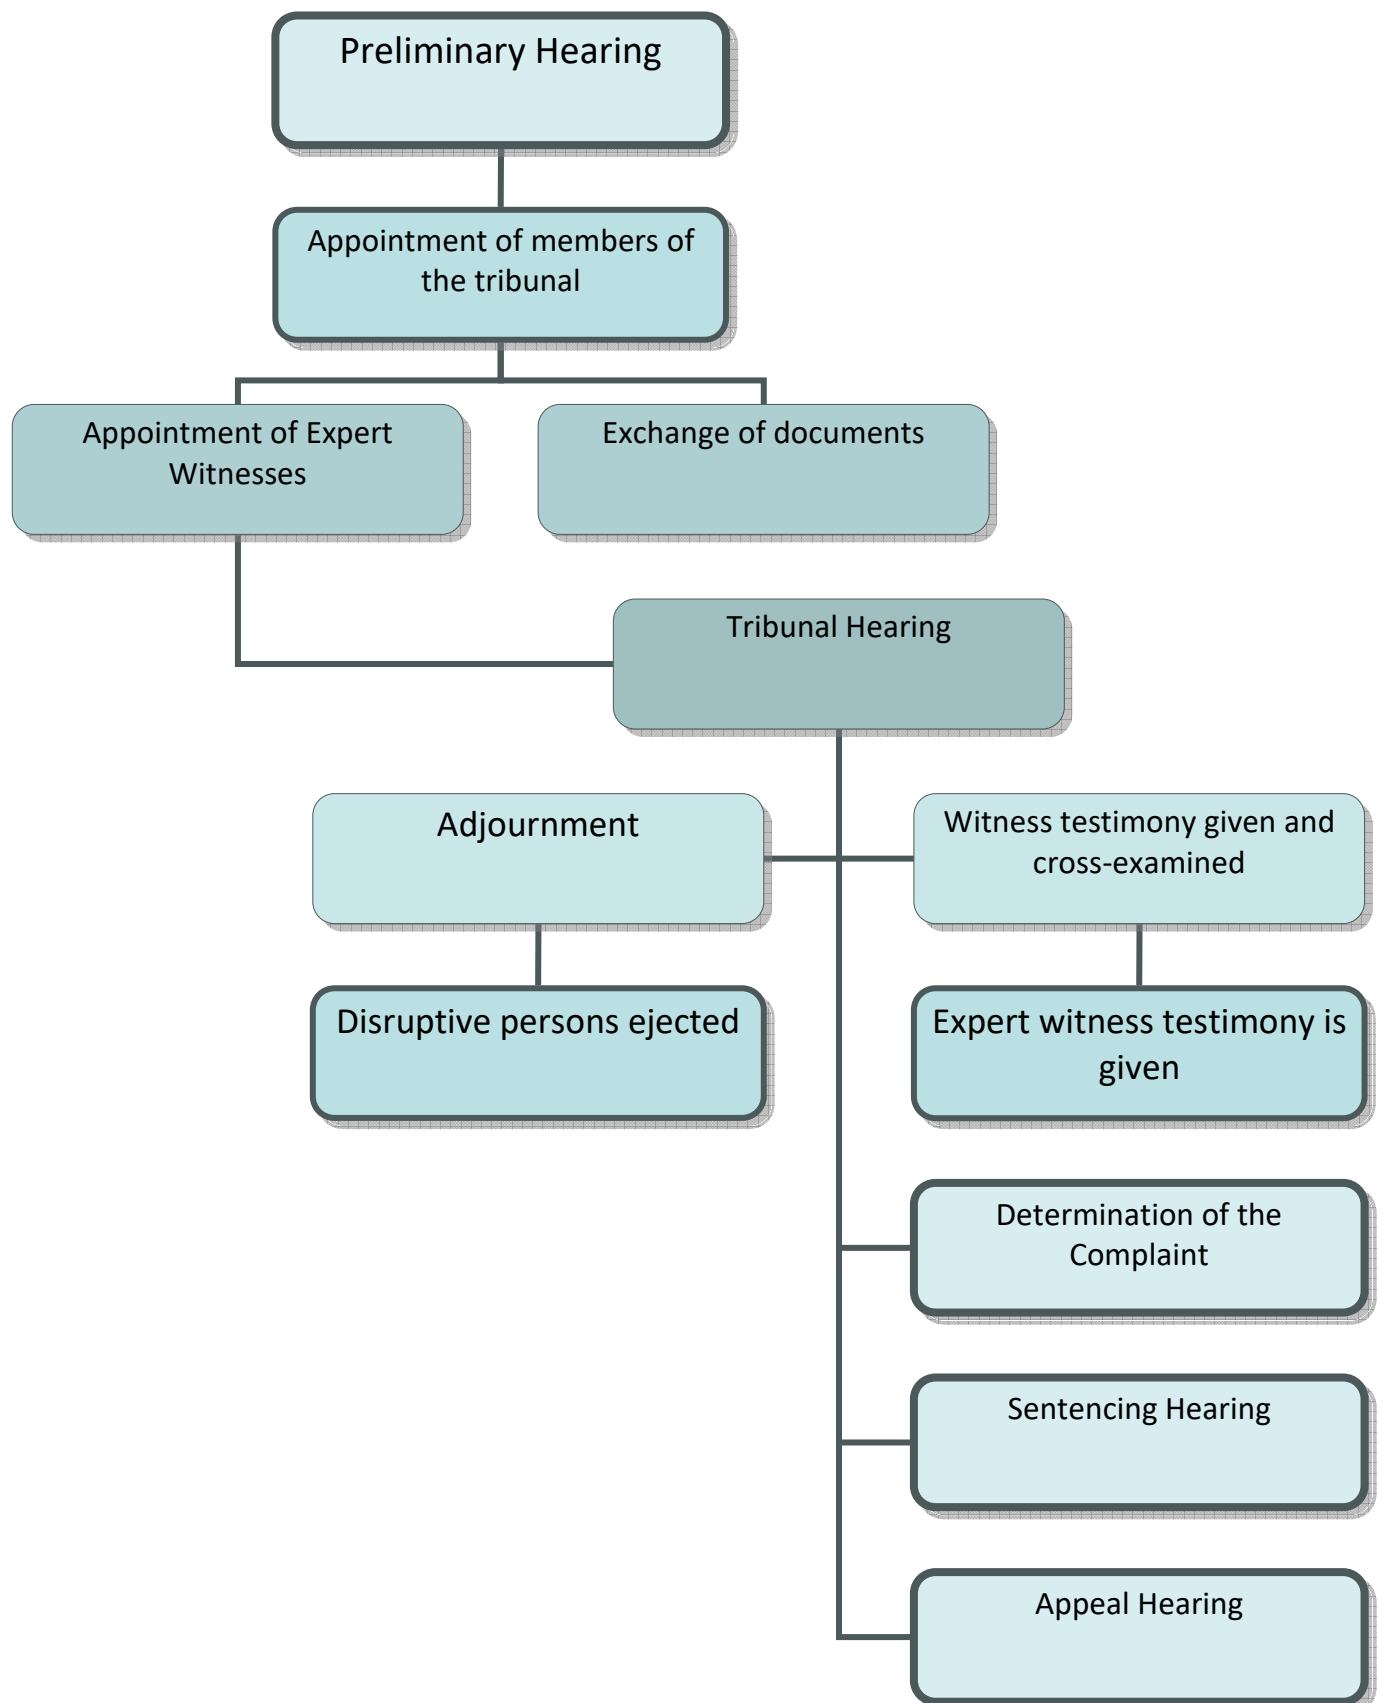 Preliminary Hearing
Appointment of members of
the tribunal
Appointment of Expert
Witnesses
Exchange of documents
Tribunal Hearing
Adjournment
Witness testimony given and
cross-examined
Disruptive persons ejected
Expert witness testimony is
given
Determination of the
Complaint
Sentencing Hearing
Appeal Hearing